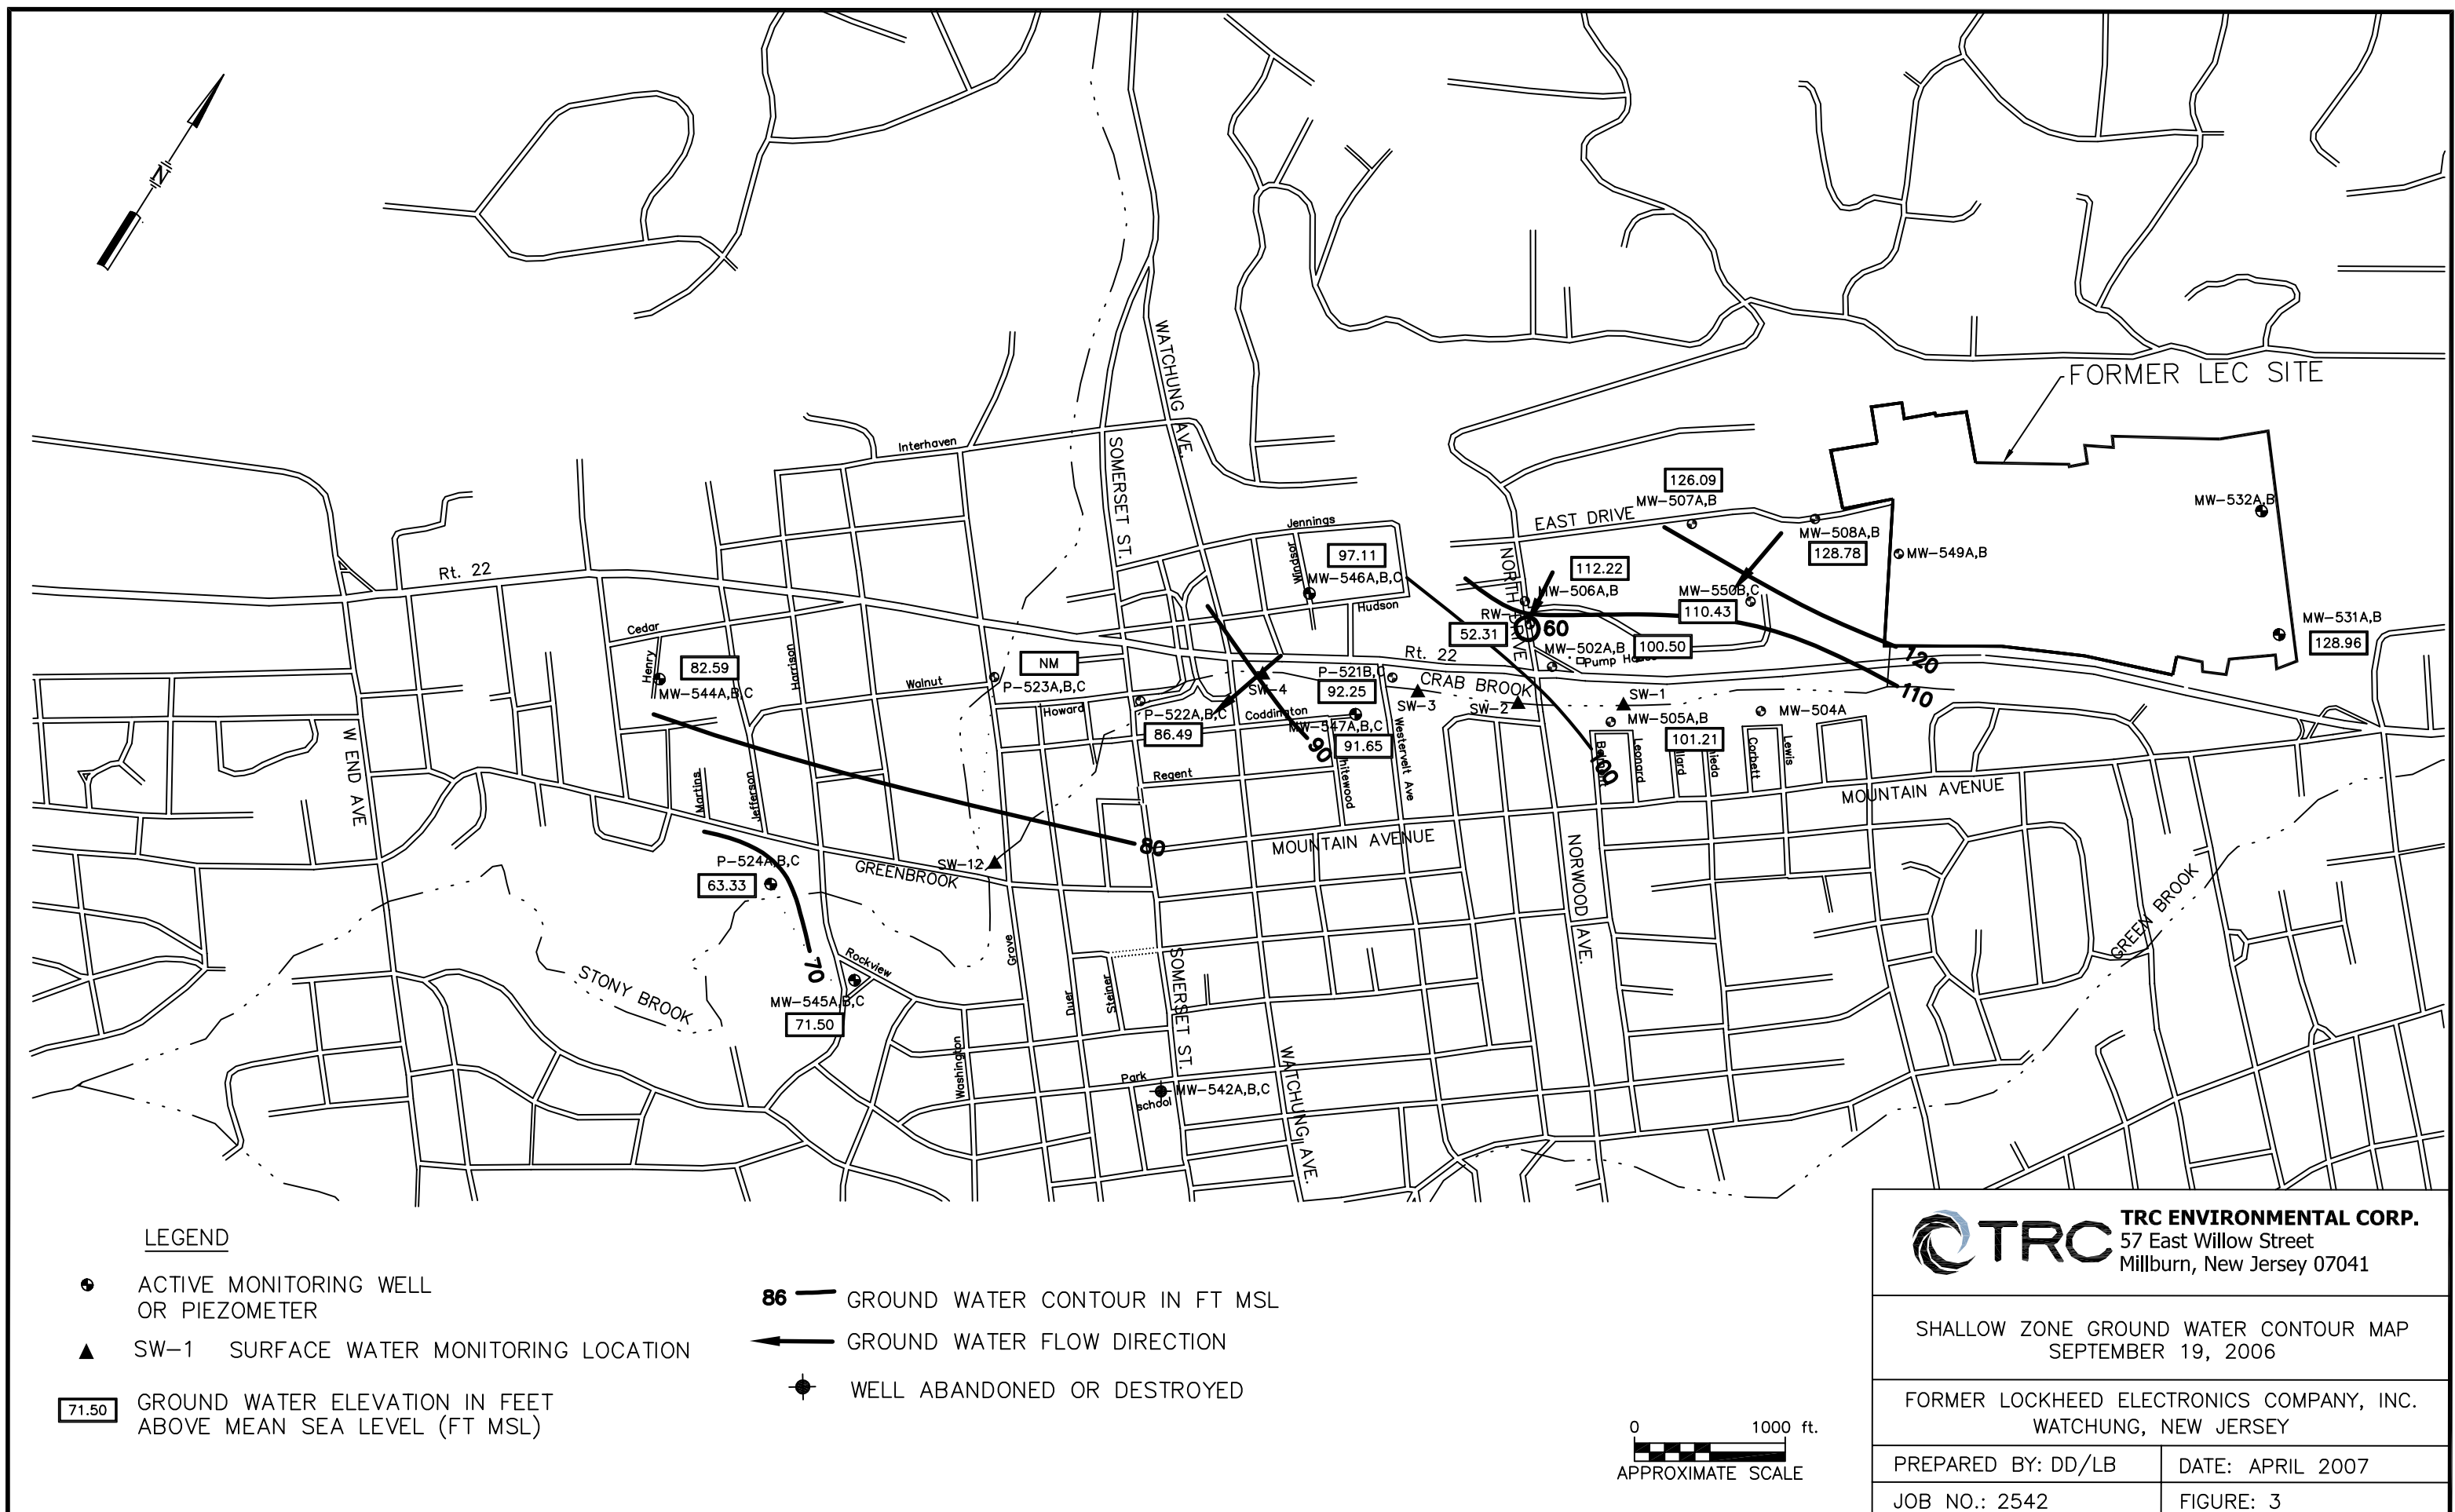 N
FORMER LEC SITE
WATCHUNG AVE.
SOMERSET ST.
Interhaven
126.09
MW-507A,B
MW-532A,B
EAST DRIVE
Jennings
Windsor
97.11
MW-546A,B,C
Hudson
NORTH DRIVE
MW-508A,B
128.78
MW-549A,B
112.22
MW-506A,B
MW-550B,C
110.43
MW-531A,B
128.96
Rt. 22
Cedar
Henry
82.59
MW-544A,B,C
Harrison
NM
P-523A,B,C
Walnut
Howard
52.31
60
MW-502A,B
100.50
Rt. 22
120
110
SW-4
P-521B,C
92.25
CRAB BROOK
SW-3
SW-2
SW-1
P-522A,B,C
86.49
Coddington
MW-547A,B,C
91.65
90
MW-505A,B
101.21
MW-504A
W END AVE
Martins
Jefferson
Regent
Westervelt Ave
Leonard
Corbett
Lewis
100
MOUNTAIN AVENUE
80
MOUNTAIN AVENUE
P-524A,B,C
63.33
GREENBROOK
SW-12
NORWOOD AVE.
GREEN BROOK
70
Rockview
STONY BROOK
MW-545A,B,C
71.50
Grove
Duer
Steiner
SOMERSET ST.
Washington
Park
school
MW-542A,B,C
WATCHUNG AVE.
LEGEND
ACTIVE MONITORING WELL
OR PIEZOMETER
SW-1 SURFACE WATER MONITORING LOCATION
71.50 GROUND WATER ELEVATION IN FEET
ABOVE MEAN SEA LEVEL (FT MSL)
86 GROUND WATER CONTOUR IN FT MSL
GROUND WATER FLOW DIRECTION
WELL ABANDONED OR DESTROYED
0 1000 ft.
APPROXIMATE SCALE
TRC
TRC ENVIRONMENTAL CORP.
57 East Willow Street
Millburn, New Jersey 07041
SHALLOW ZONE GROUND WATER CONTOUR MAP
SEPTEMBER 19, 2006
FORMER LOCKHEED ELECTRONICS COMPANY, INC.
WATCHUNG, NEW JERSEY
PREPARED BY: DD/LB
DATE: APRIL 2007
JOB NO.: 2542
FIGURE: 3